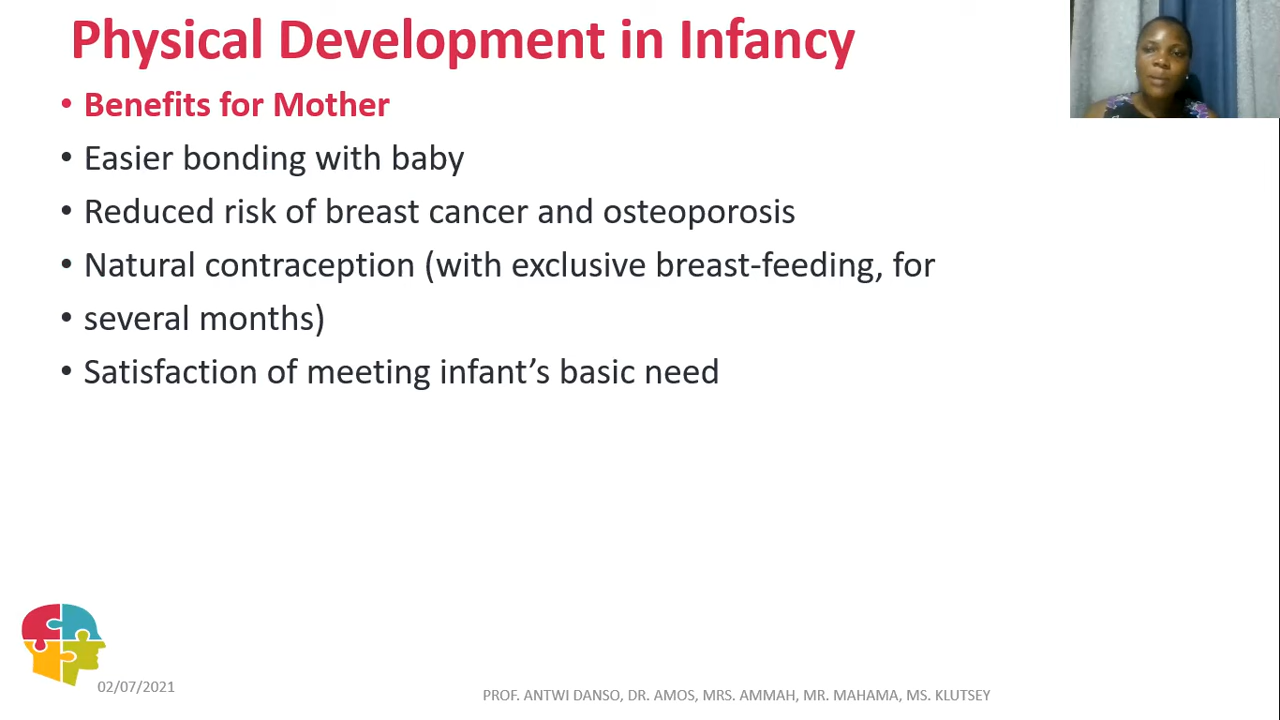 Physical Development in Infancy
• Benefits for Mother
• Easier bonding with baby
• Reduced risk of breast cancer and osteoporosis
• Natural contraception (with exclusive breast-feeding, for
• several months)
• Satisfaction of meeting infant’s basic need
02/07/2021
PROF. ANTWI DANSO, DR. AMOS, MRS. AMMAH, MR. MAHAMA, MS. KLUTSEY